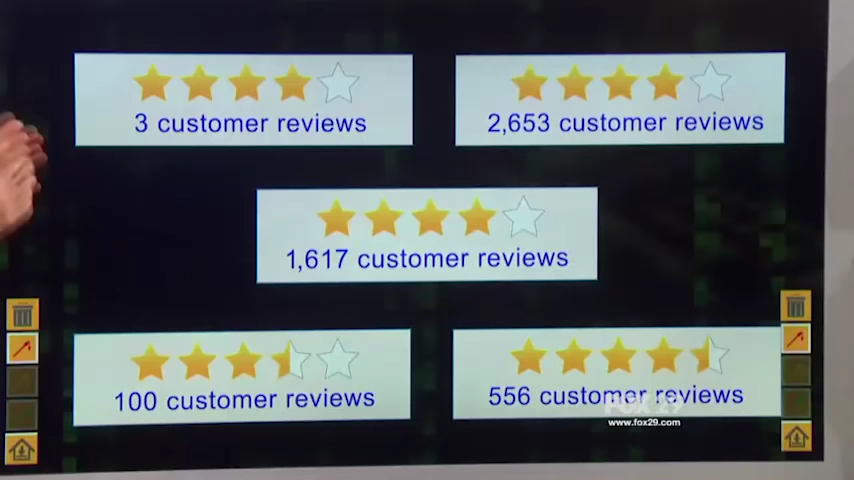 3 customer reviews
2,653 customer reviews
1,617 customer reviews
100 customer reviews
556 customer reviews
FOX 29
www.fox29.com